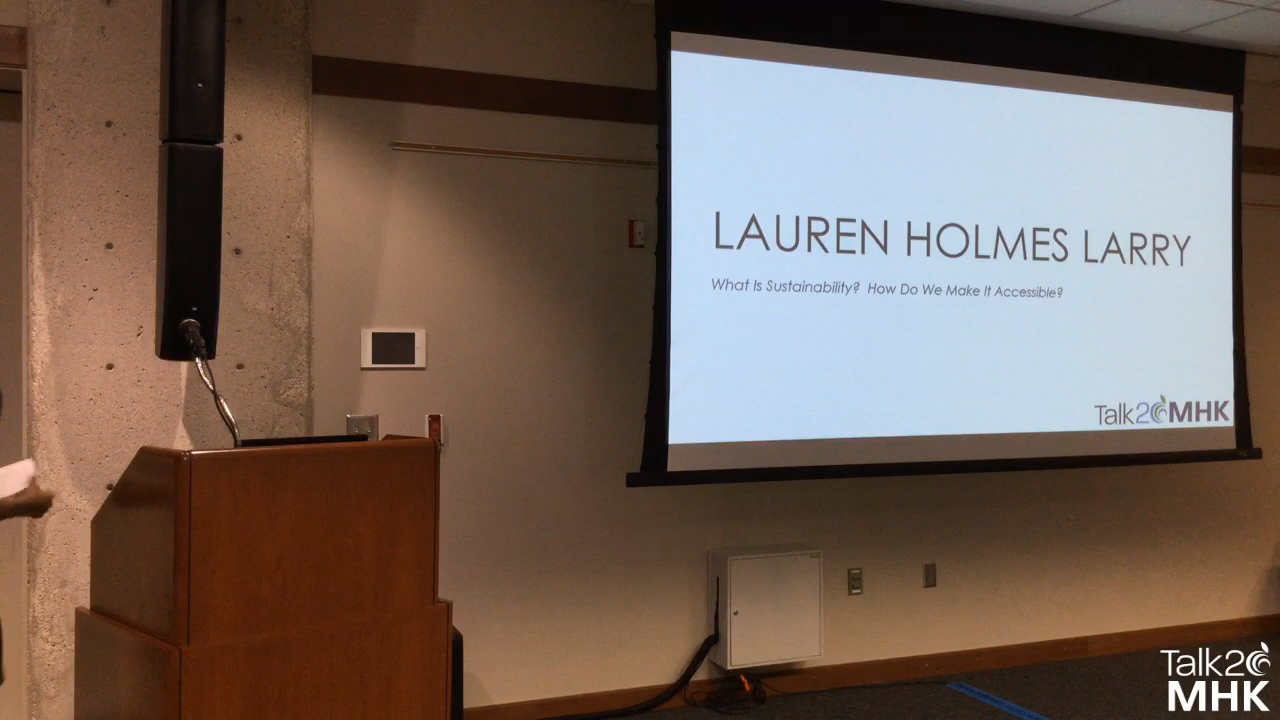 LAUREN HOLMES LARRY
What Is Sustainability? How Do We Make It Accessible?
Talk20MHK
Talk20
MHK